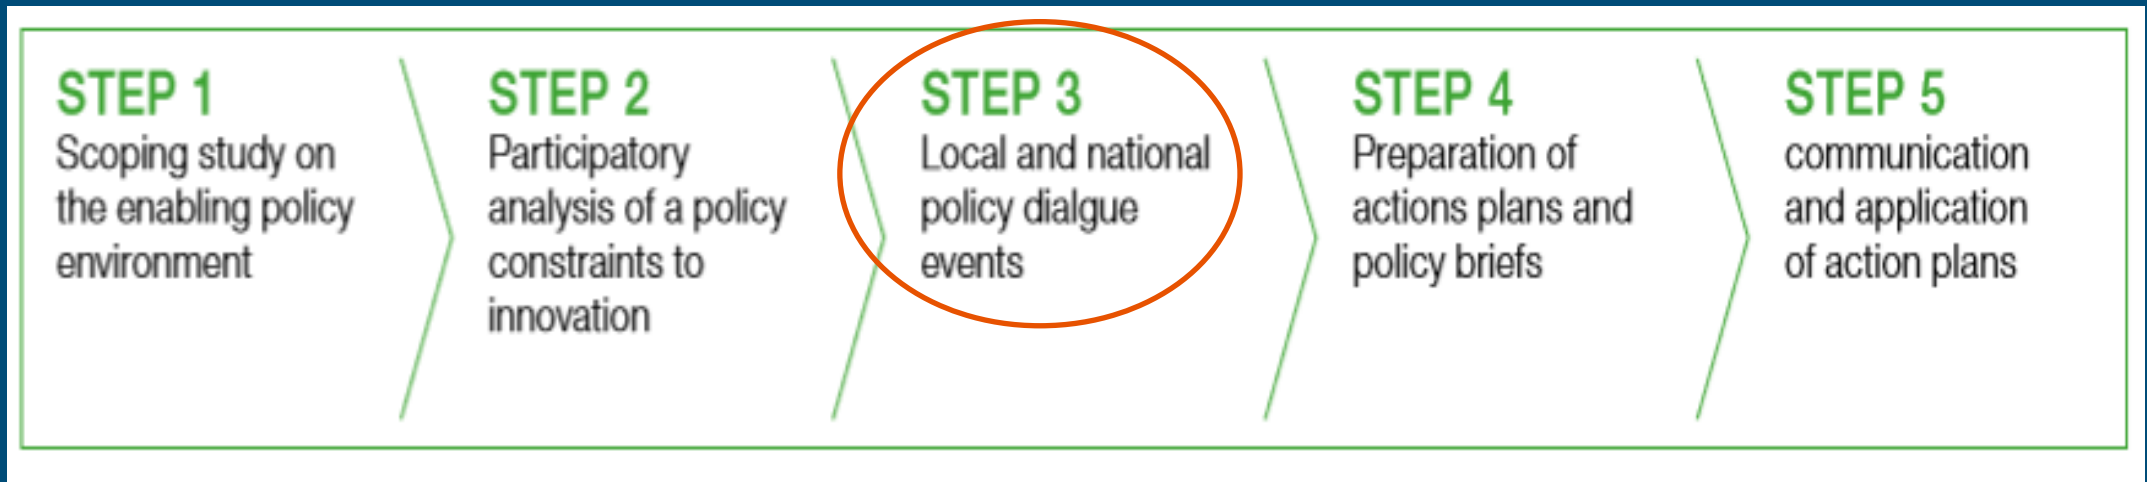 STEP 1
Scoping study on
the enabling policy
environment
STEP 2
Participatory
analysis of a policy
constraints to
innovation
STEP 3
Local and national
policy dialgue
events
STEP 4
Preparation of
actions plans and
policy briefs
STEP 5
communication
and application
of action plans